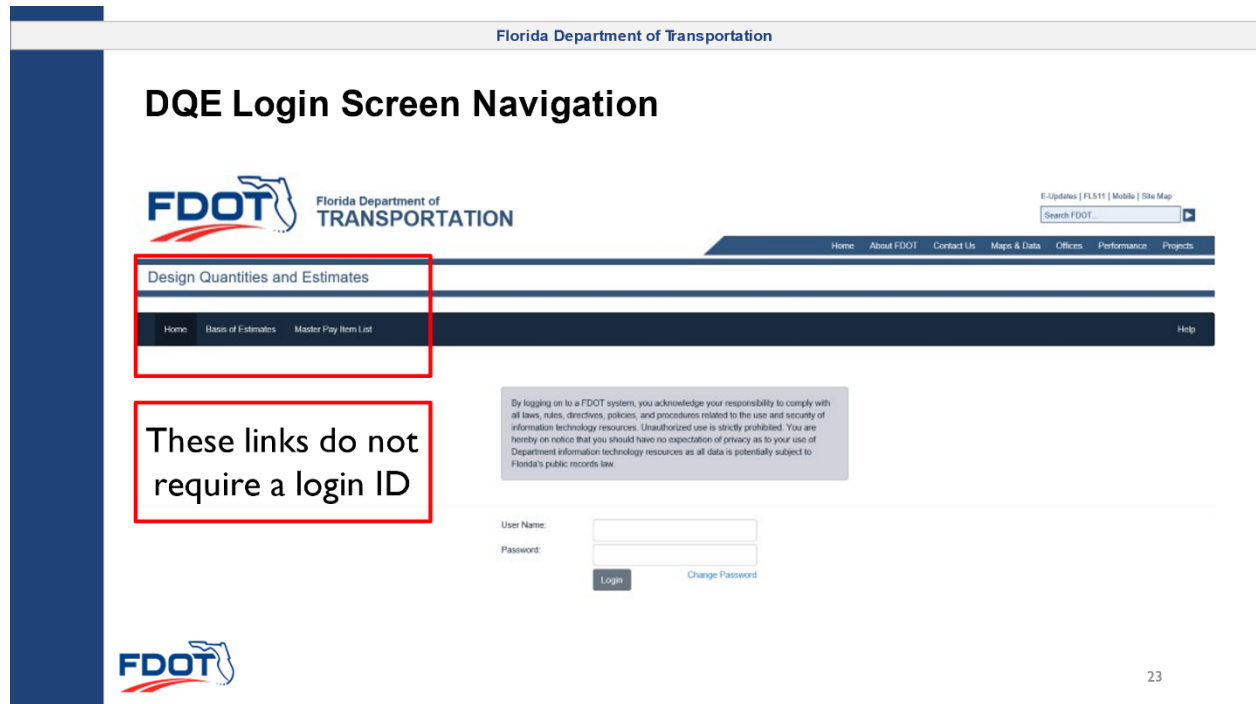 Florida Department of Transportation
DQE Login Screen Navigation
FDOT
Florida Department of
TRANSPORTATION
E-Updates | FL511 | Mobile | Site Map
Search FDOT...
Home About FDOT Contact Us Maps & Data Offices Performance Projects
Design Quantities and Estimates
Home Basis of Estimates Master Pay Item List Help
By logging on to a FDOT system, you acknowledge your responsibility to comply with
all laws, rules, directives, policies, and procedures related to the use and security of
information technology resources. Unauthorized use is strictly prohibited. You are
hereby on notice that you should have no expectation of privacy as to your use of
Department information technology resources as all data is potentially subject to
Florida's public records law.
These links do not
require a login ID
User Name:
Password:
Login Change Password
FDOT
23